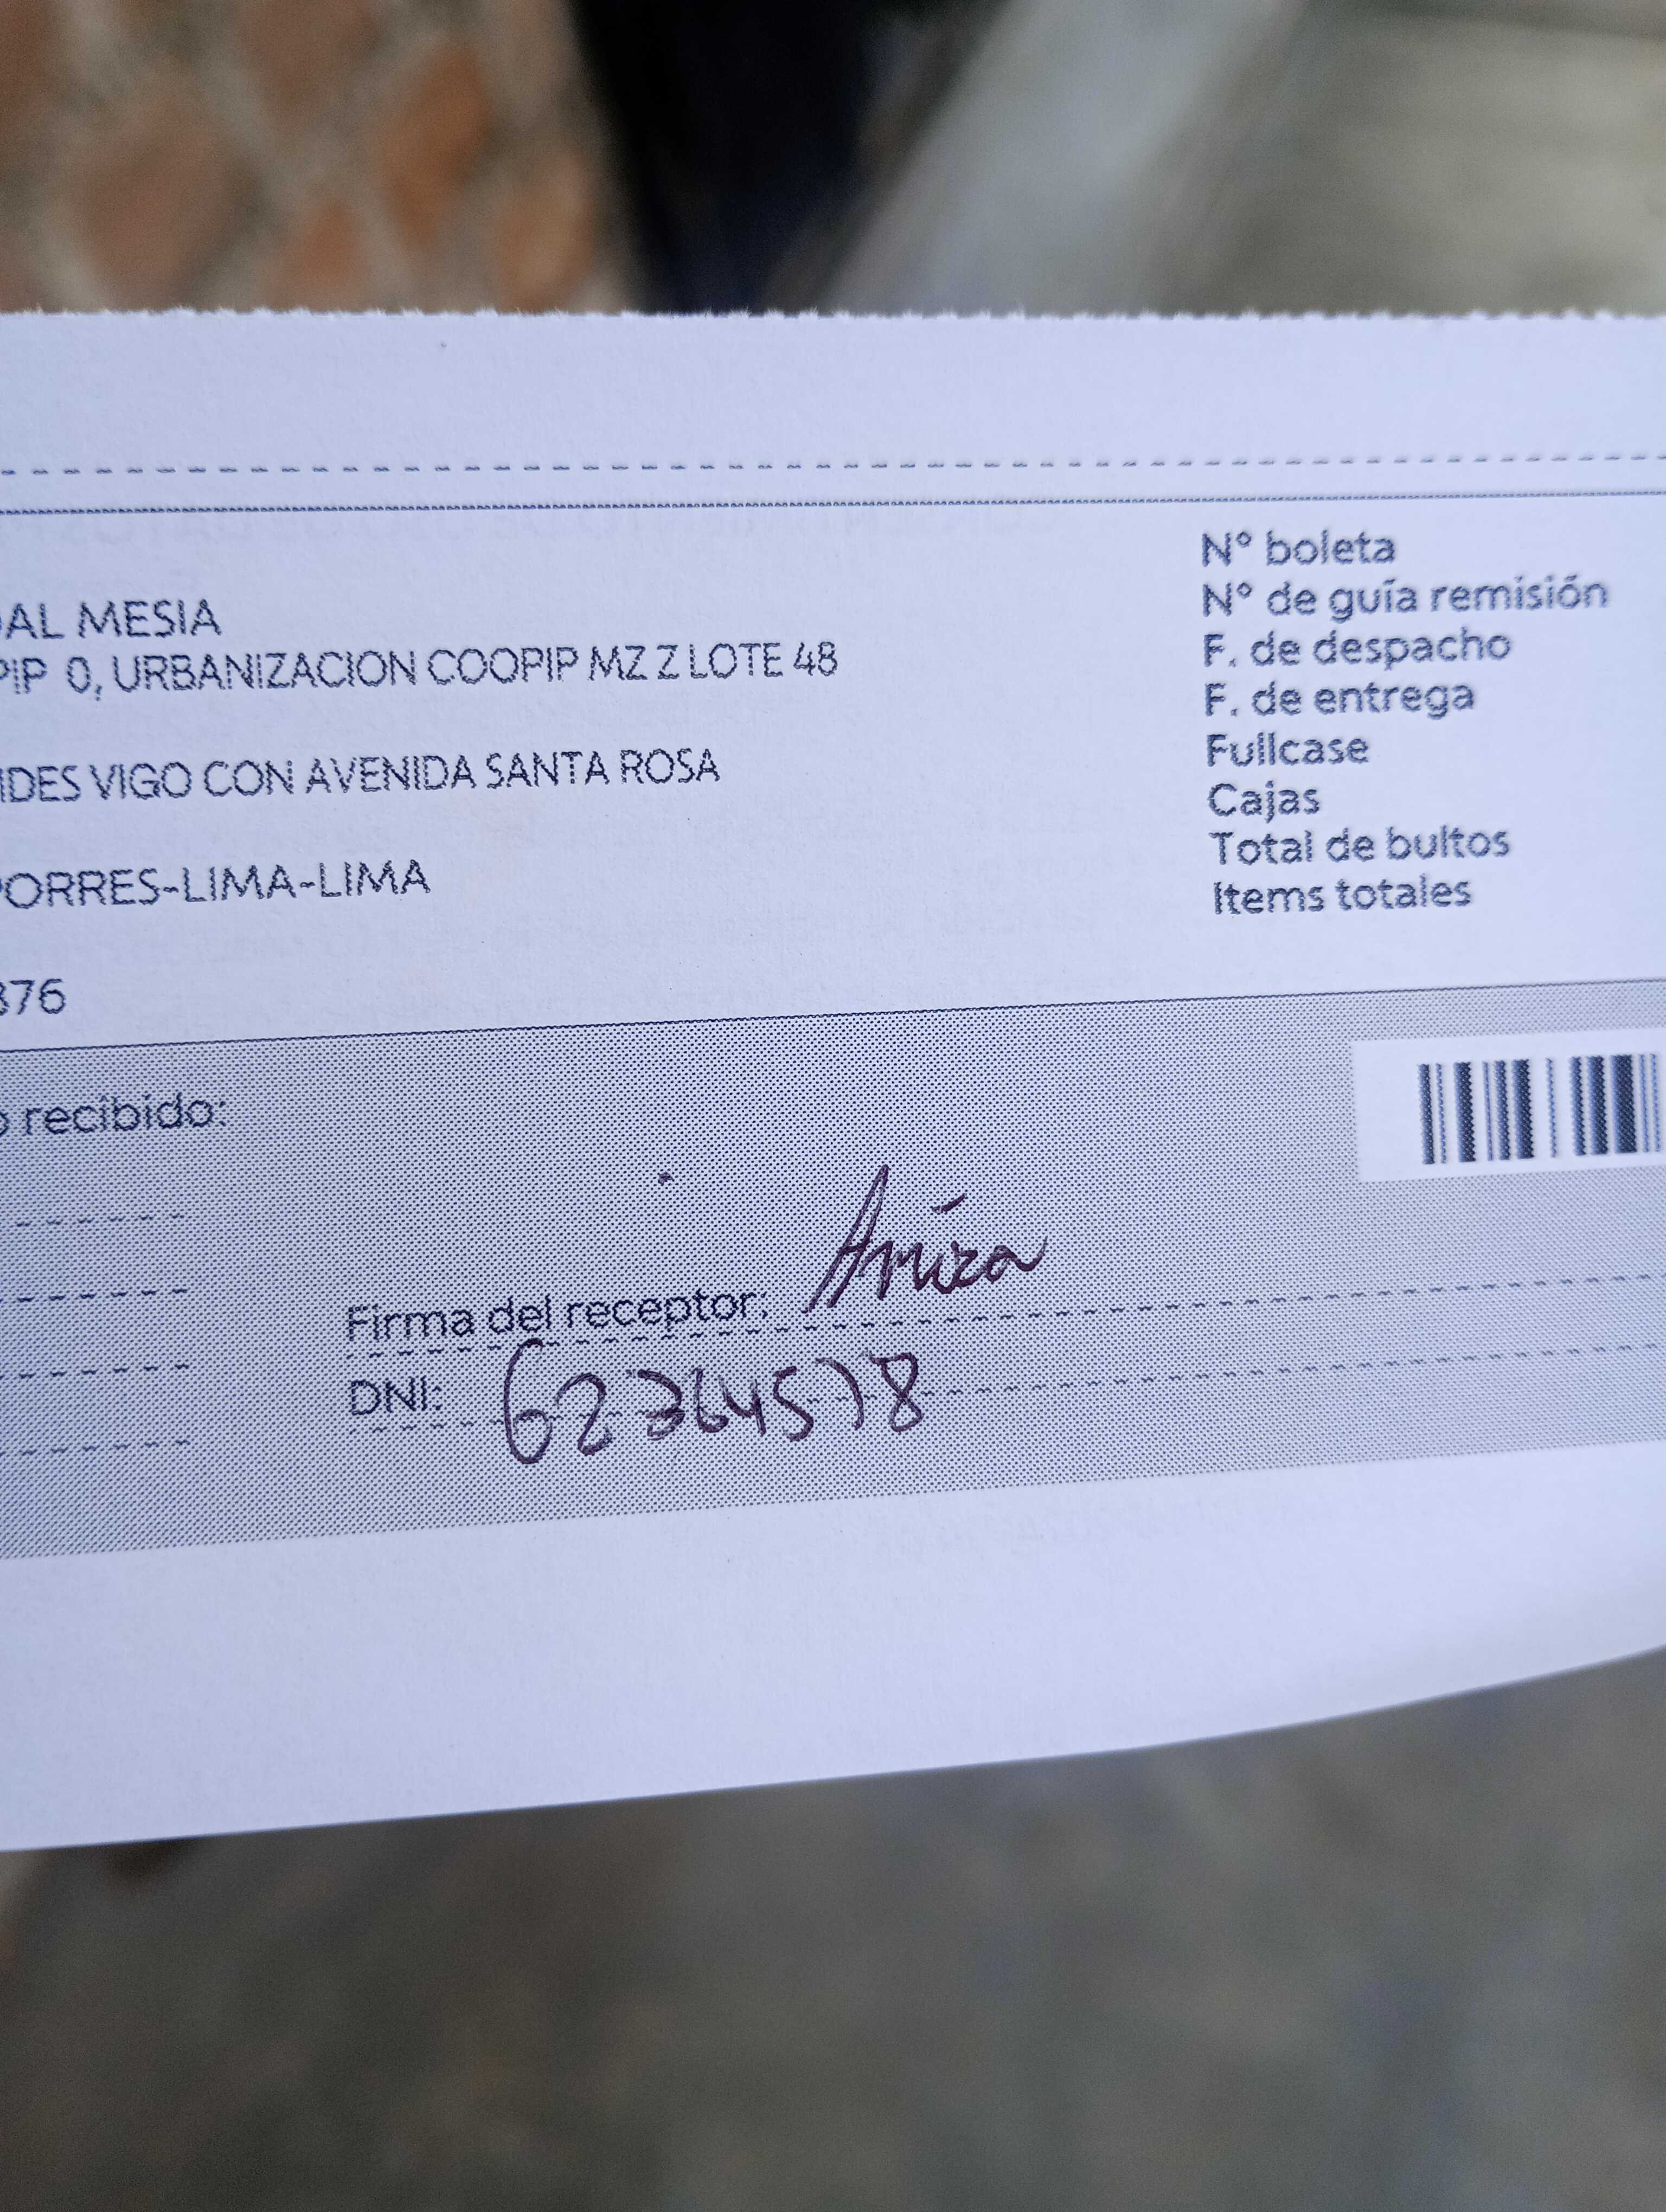 DAL MESIA
PIP 0, URBANIZACION COOPIP MZ Z LOTE 48
IDES VIGO CON AVENIDA SANTA ROSA
PORRES-LIMA-LIMA
376
N° boleta
N° de guía remisión
F. de despacho
F. de entrega
Fullcase
Cajas
Total de bultos
Items totales
o recibido:
Firma del receptor:
DNI: